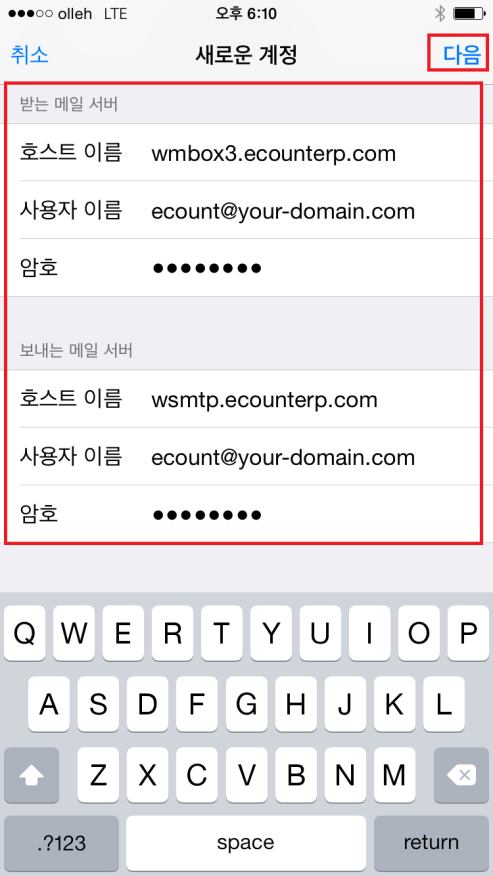 olleh LTE 오후 6:10
취소 새로운 계정 다음
받는 메일 서버
호스트 이름 wmbox3.ecounterp.com
사용자 이름 ecount@your-domain.com
암호 ●●●●●●●●
보내는 메일 서버
호스트 이름 wsmtp.ecounterp.com
사용자 이름 ecount@your-domain.com
암호 ●●●●●●●●
Q W E R T Y U I O P
A S D F G H J K L
Z X C V B N M
.?123 space return